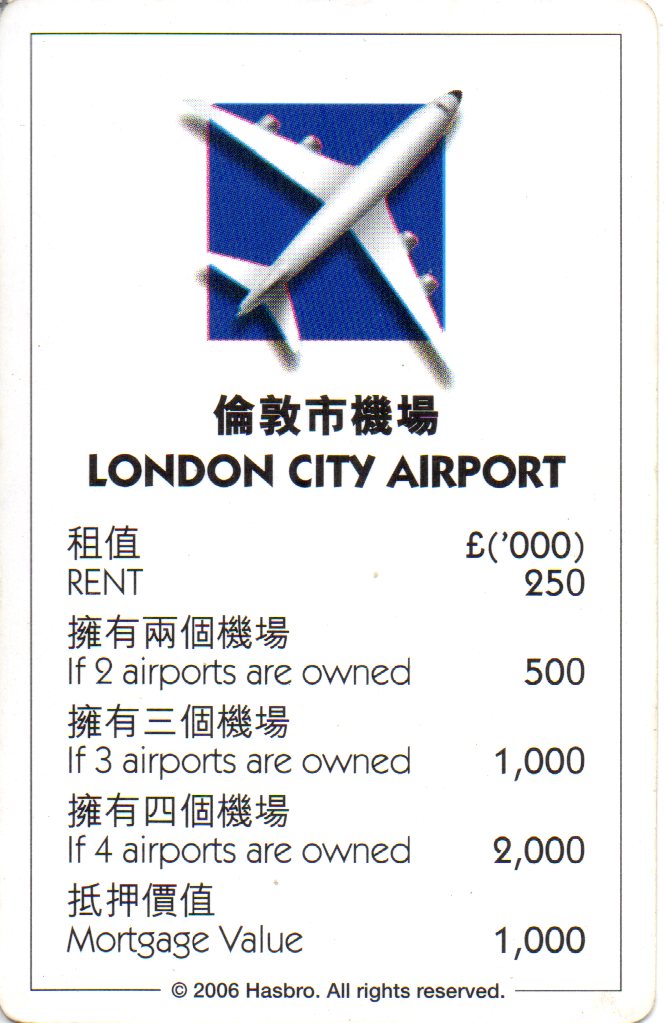 倫敦市機場
LONDON CITY AIRPORT
租值 £('000)
RENT 250
擁有兩個機場
If 2 airports are owned 500
擁有三個機場
If 3 airports are owned 1,000
擁有四個機場
If 4 airports are owned 2,000
抵押價值
Mortgage Value 1,000
© 2006 Hasbro. All rights reserved.